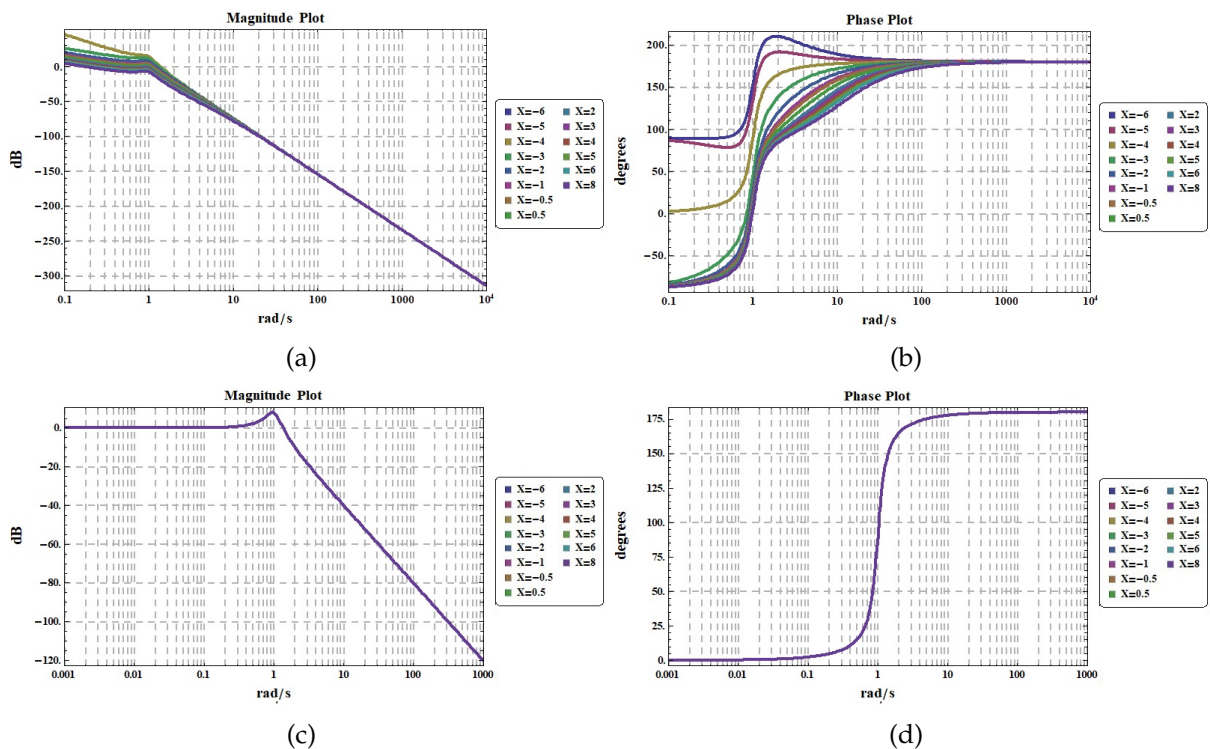 Magnitude Plot
dB
0.
−50.
−100.
−150.
−200.
−250.
−300.
0.1 1 10 100 1000 10⁴
rad/s
X=−6 X=2
X=−5 X=3
X=−4 X=4
X=−3 X=5
X=−2 X=6
X=−1 X=8
X=−0.5
X=0.5
(a)
Phase Plot
degrees
200.
150.
100.
50.
0.
−50.
0.1 1 10 100 1000 10⁴
rad/s
X=−6 X=2
X=−5 X=3
X=−4 X=4
X=−3 X=5
X=−2 X=6
X=−1 X=8
X=−0.5
X=0.5
(b)
Magnitude Plot
dB
0.
−20.
−40.
−60.
−80.
−100.
−120.
0.001 0.01 0.1 1 10 100 1000
rad/s
X=−6 X=2
X=−5 X=3
X=−4 X=4
X=−3 X=5
X=−2 X=6
X=−1 X=8
X=−0.5
X=0.5
(c)
Phase Plot
degrees
175.
150.
125.
100.
75.
50.
25.
0.
0.001 0.01 0.1 1 10 100 1000
rad/s
X=−6 X=2
X=−5 X=3
X=−4 X=4
X=−3 X=5
X=−2 X=6
X=−1 X=8
X=−0.5
X=0.5
(d)